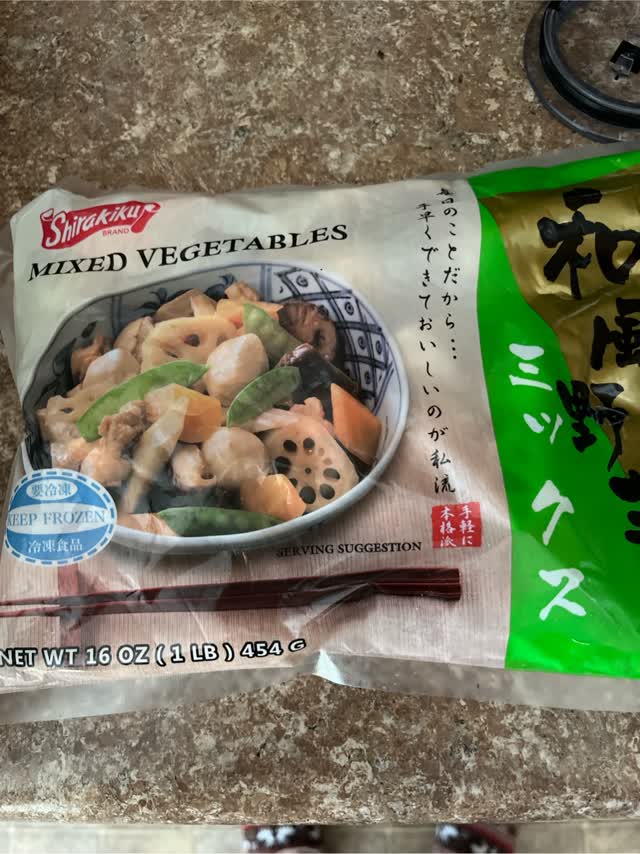 Shirakiku
BRAND
MIXED VEGETABLES
毎日のことだから…
手早くできておいしいのが私流
手軽に
本格派
和風野
三ックス
要冷凍
KEEP FROZEN
冷凍食品
SERVING SUGGESTION
NET WT 16 OZ (1 LB) 454 G